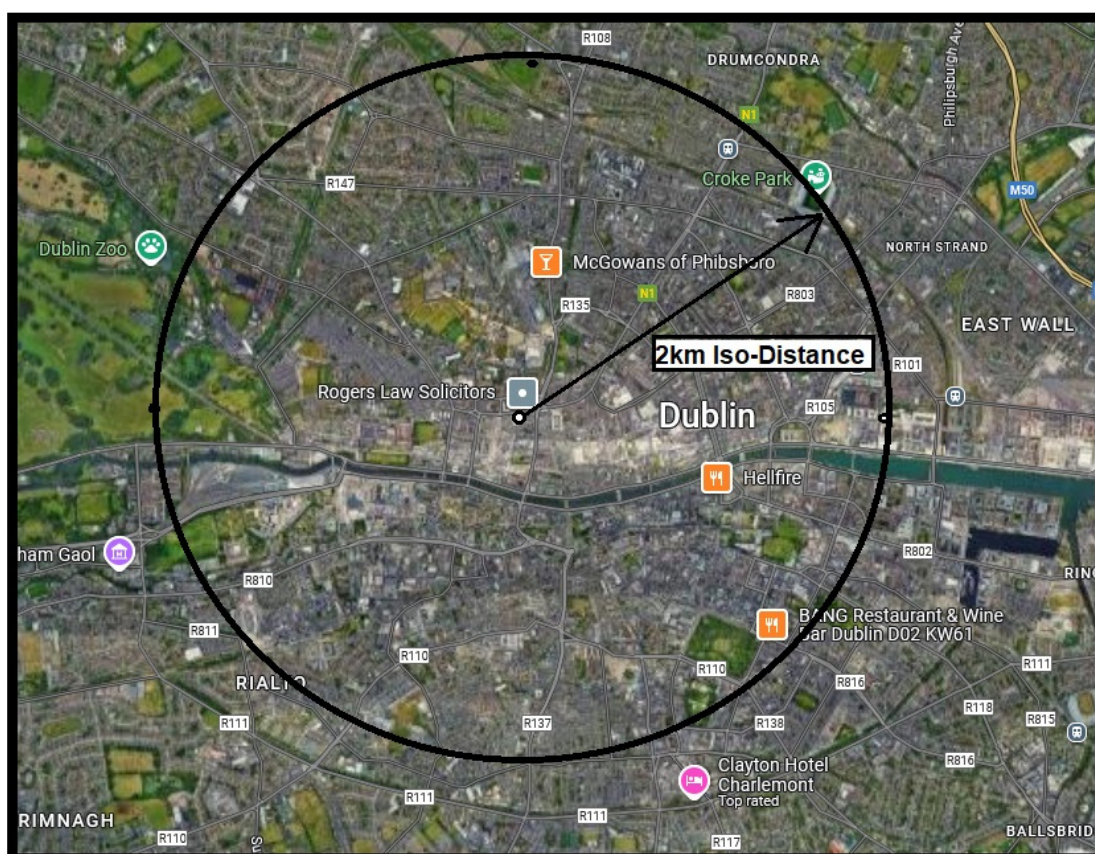 R108
DRUMCONDRA
Philipsburgh Ave
N1
Croke Park
R147
M50
Dublin Zoo
NORTH STRAND
McGowans of Phibsboro
N1
R803
R135
EAST WALL
2km Iso-Distance
R101
Rogers Law Solicitors
R105
Dublin
Hellfire
ham Gaol
R802
RING
R810
BANG Restaurant & Wine
Bar Dublin D02 KW61
R811
R110
R110
R111
RIALTO
R816
R118
R111
R137
R138
R815
R816
Clayton Hotel
Charlemont
Top rated
R111
R111
RIMNAGH
R110
R117
BALLSBRID